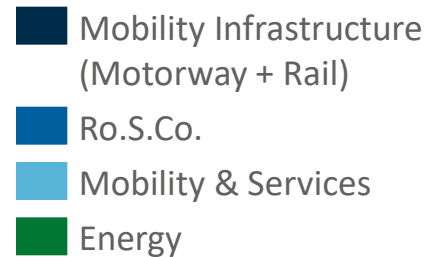 Mobility Infrastructure
(Motorway + Rail)
Ro.S.Co.
Mobility & Services
Energy